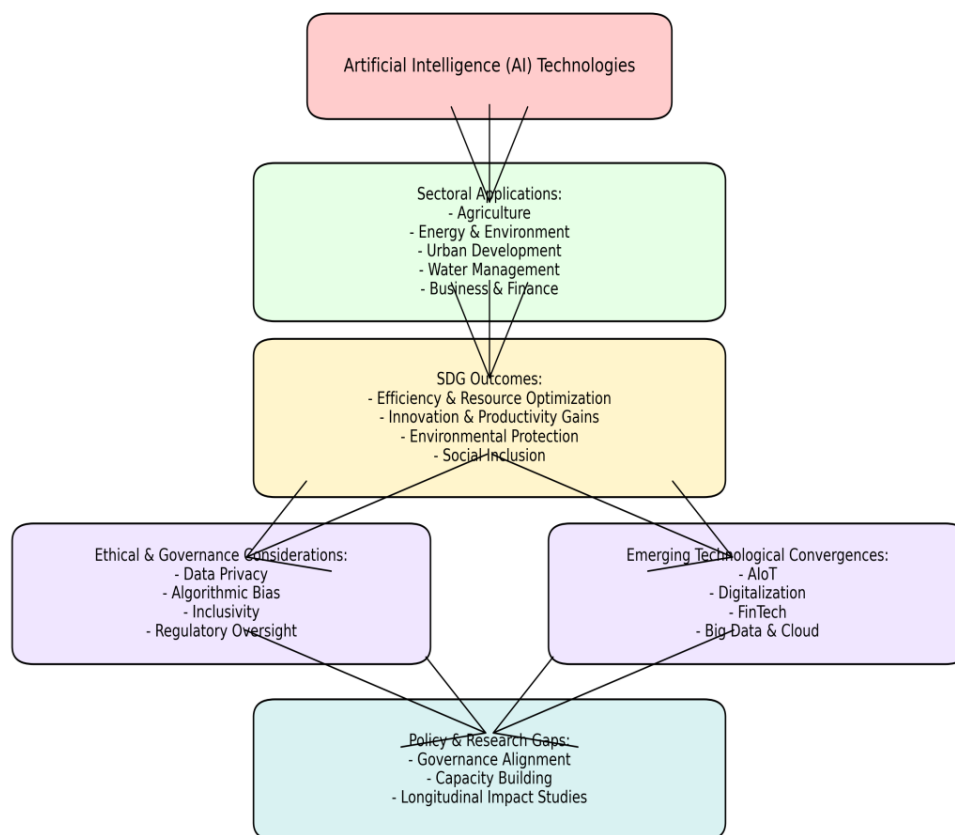 Artificial Intelligence (AI) Technologies
Sectoral Applications:
- Agriculture
- Energy & Environment
- Urban Development
- Water Management
- Business & Finance
SDG Outcomes:
- Efficiency & Resource Optimization
- Innovation & Productivity Gains
- Environmental Protection
- Social Inclusion
Ethical & Governance Considerations:
- Data Privacy
- Algorithmic Bias
- Inclusivity
- Regulatory Oversight
Emerging Technological Convergences:
- AIoT
- Digitalization
- FinTech
- Big Data & Cloud
Policy & Research Gaps:
- Governance Alignment
- Capacity Building
- Longitudinal Impact Studies